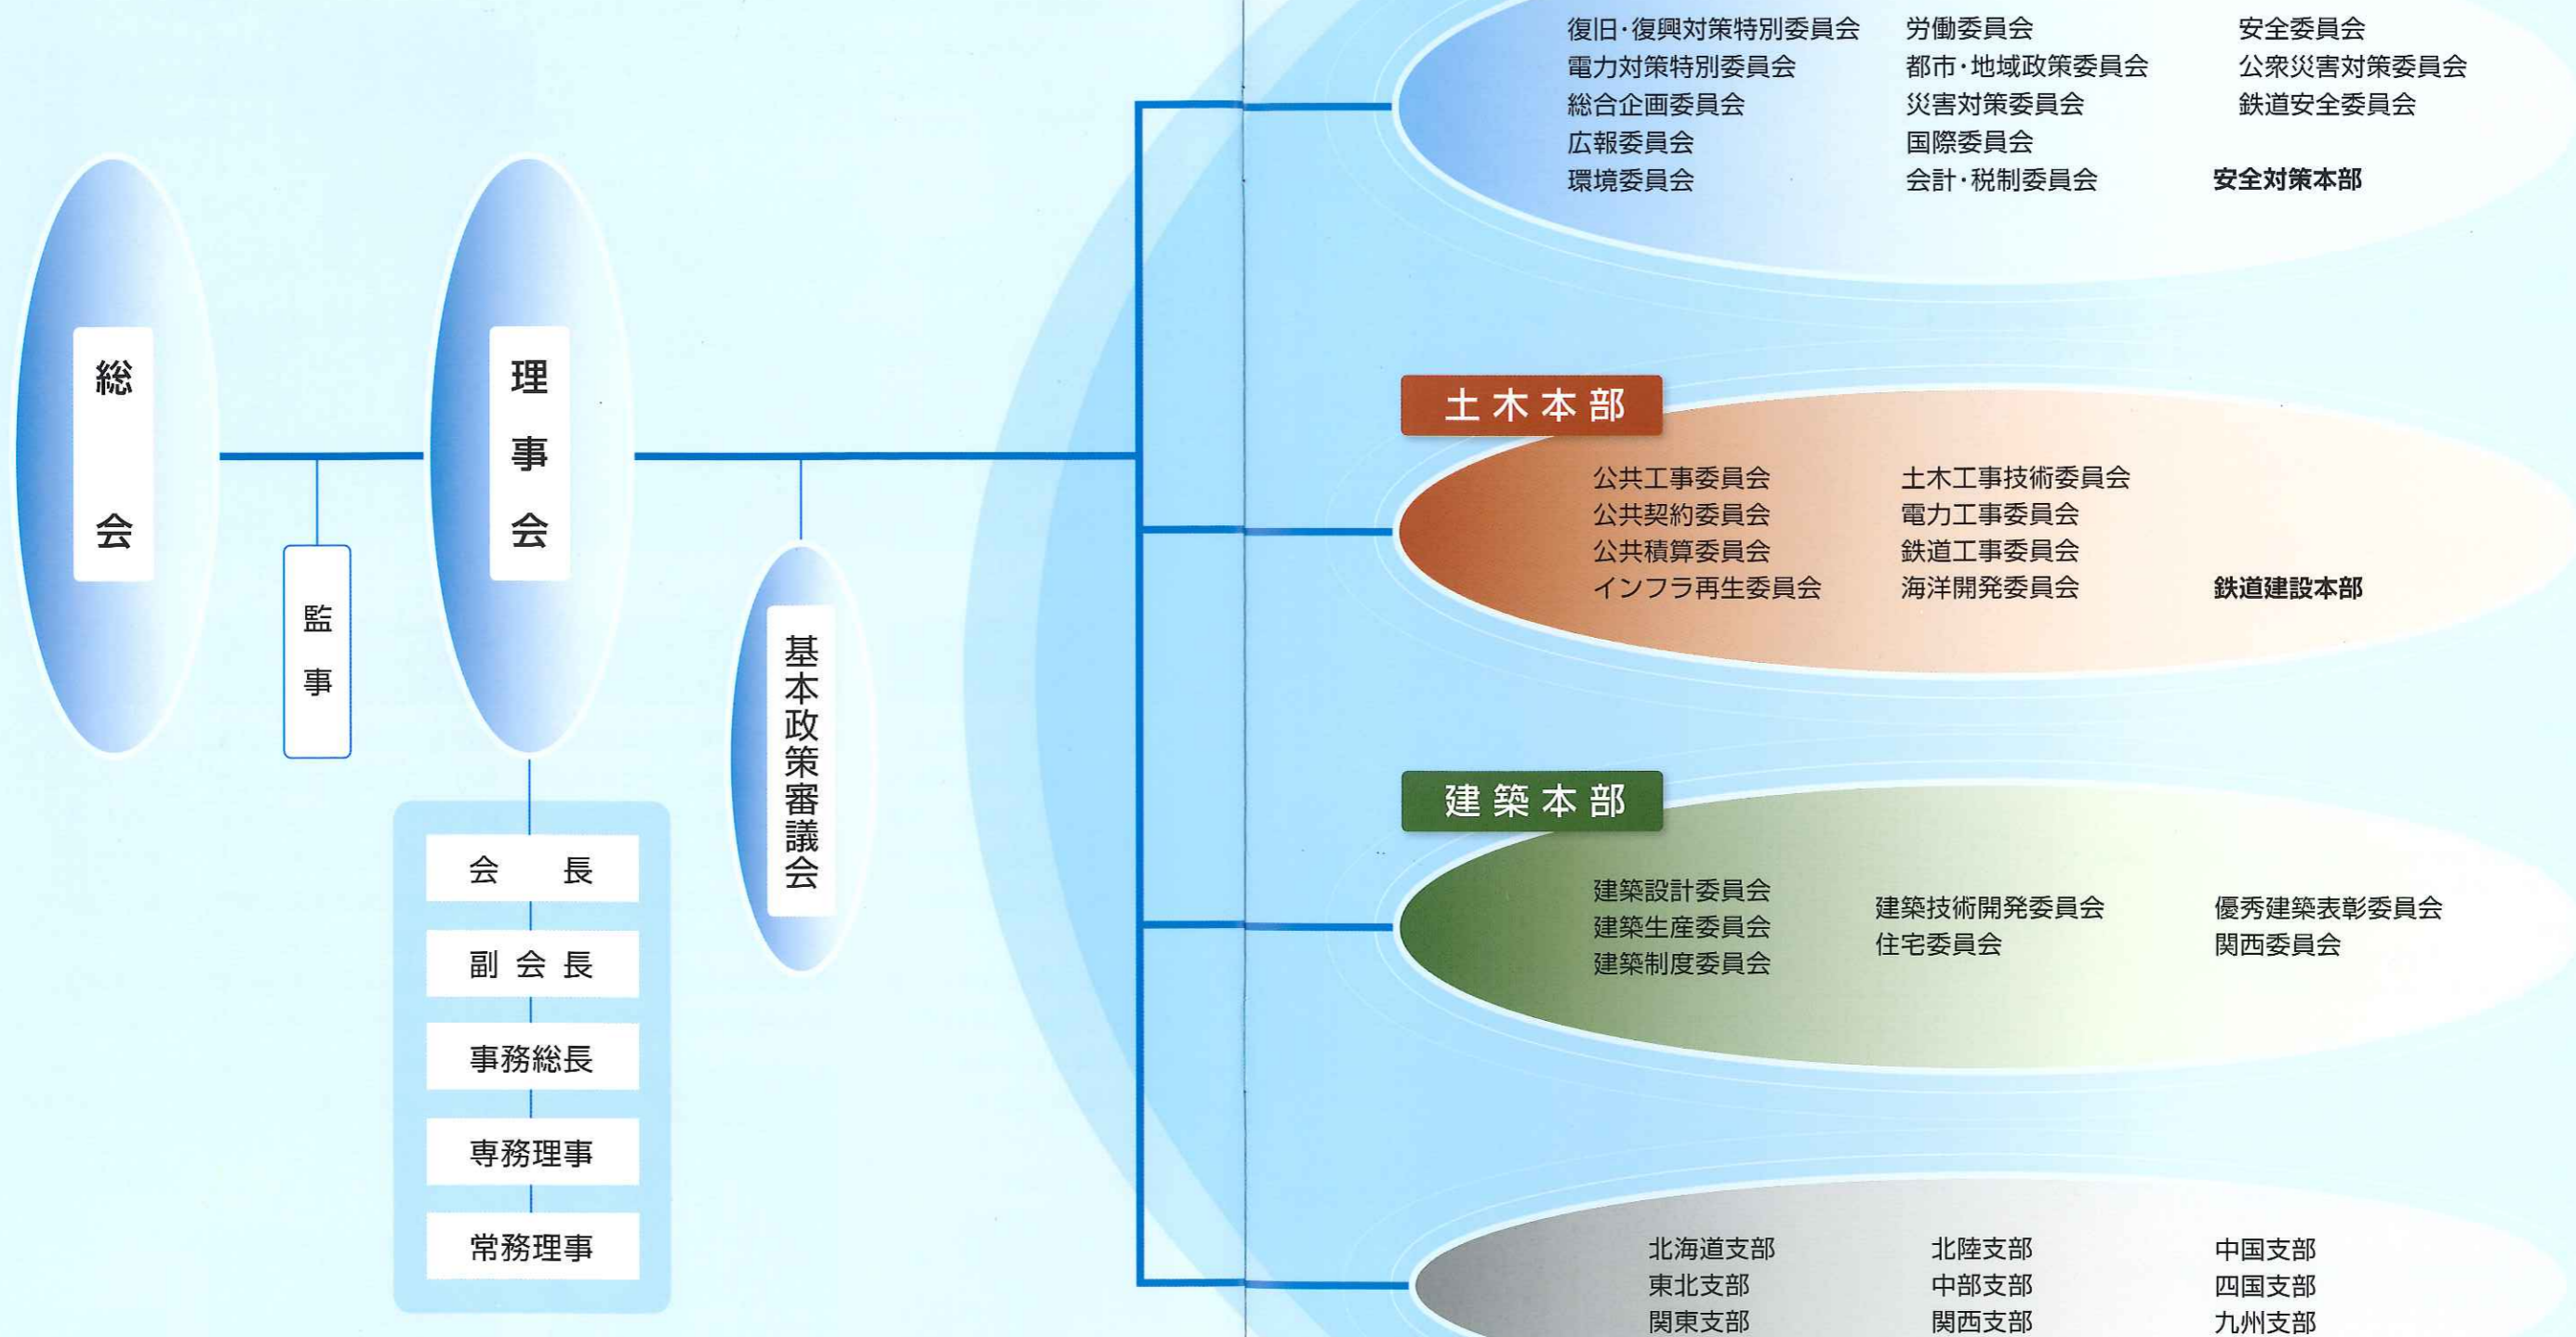 総会
監事
理事会
会長
副会長
事務総長
専務理事
常務理事
基本政策審議会
復旧・復興対策特別委員会
電力対策特別委員会
総合企画委員会
広報委員会
環境委員会
労働委員会
都市・地域政策委員会
災害対策委員会
国際委員会
会計・税制委員会
安全委員会
公衆災害対策委員会
鉄道安全委員会
安全対策本部
土木本部
公共工事委員会
公共契約委員会
公共積算委員会
インフラ再生委員会
土木工事技術委員会
電力工事委員会
鉄道工事委員会
海洋開発委員会
鉄道建設本部
建築本部
建築設計委員会
建築生産委員会
建築制度委員会
建築技術開発委員会
住宅委員会
優秀建築表彰委員会
関西委員会
北海道支部
東北支部
関東支部
北陸支部
中部支部
関西支部
中国支部
四国支部
九州支部